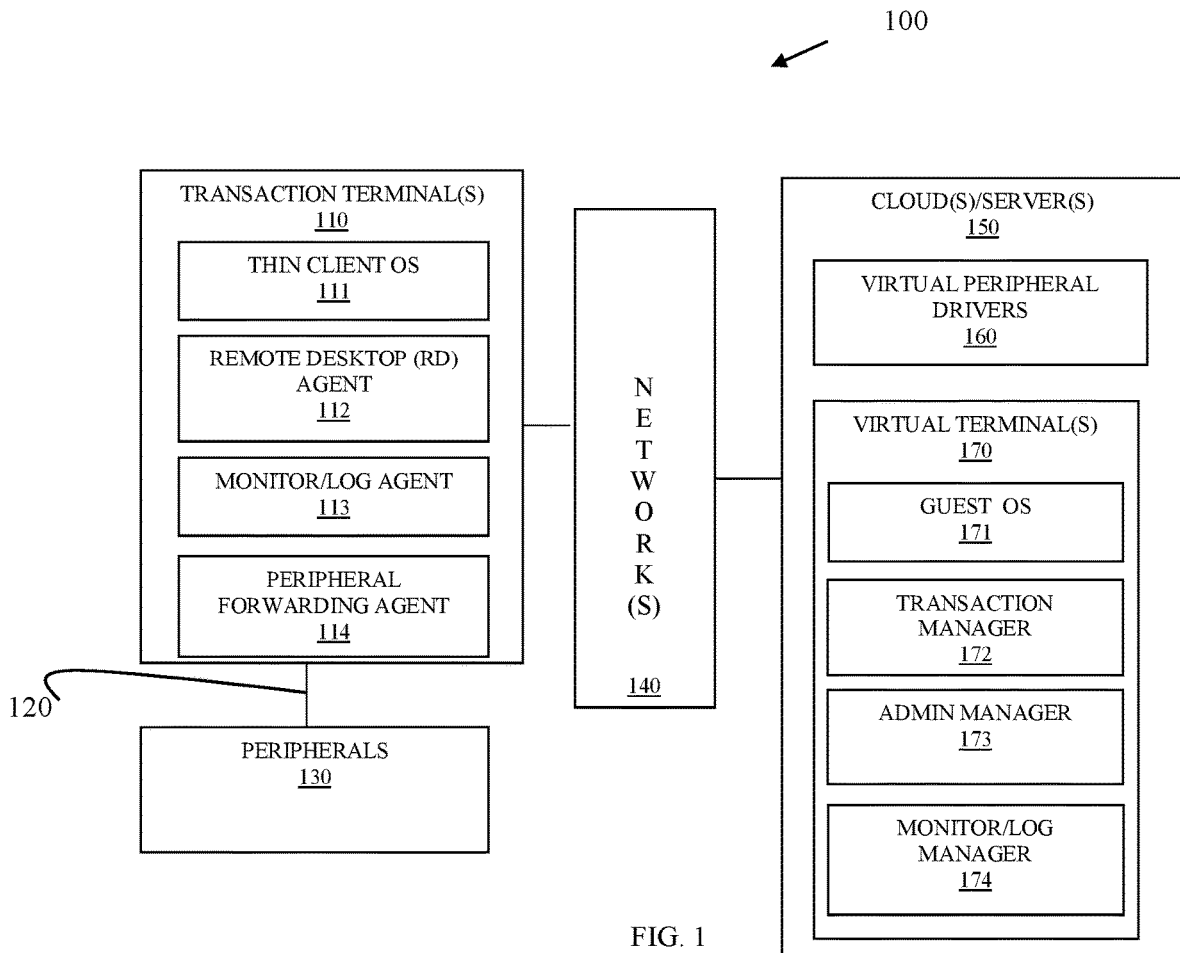 100
TRANSACTION TERMINAL(S)
110
THIN CLIENT OS
111
REMOTE DESKTOP (RD)
AGENT
112
MONITOR/LOG AGENT
113
PERIPHERAL
FORWARDING AGENT
114
120
PERIPHERALS
130
N
E
T
W
O
R
K
(S)
140
CLOUD(S)/SERVER(S)
150
VIRTUAL PERIPHERAL
DRIVERS
160
VIRTUAL TERMINAL(S)
170
GUEST OS
171
TRANSACTION
MANAGER
172
ADMIN MANAGER
173
MONITOR/LOG
MANAGER
174
FIG. 1